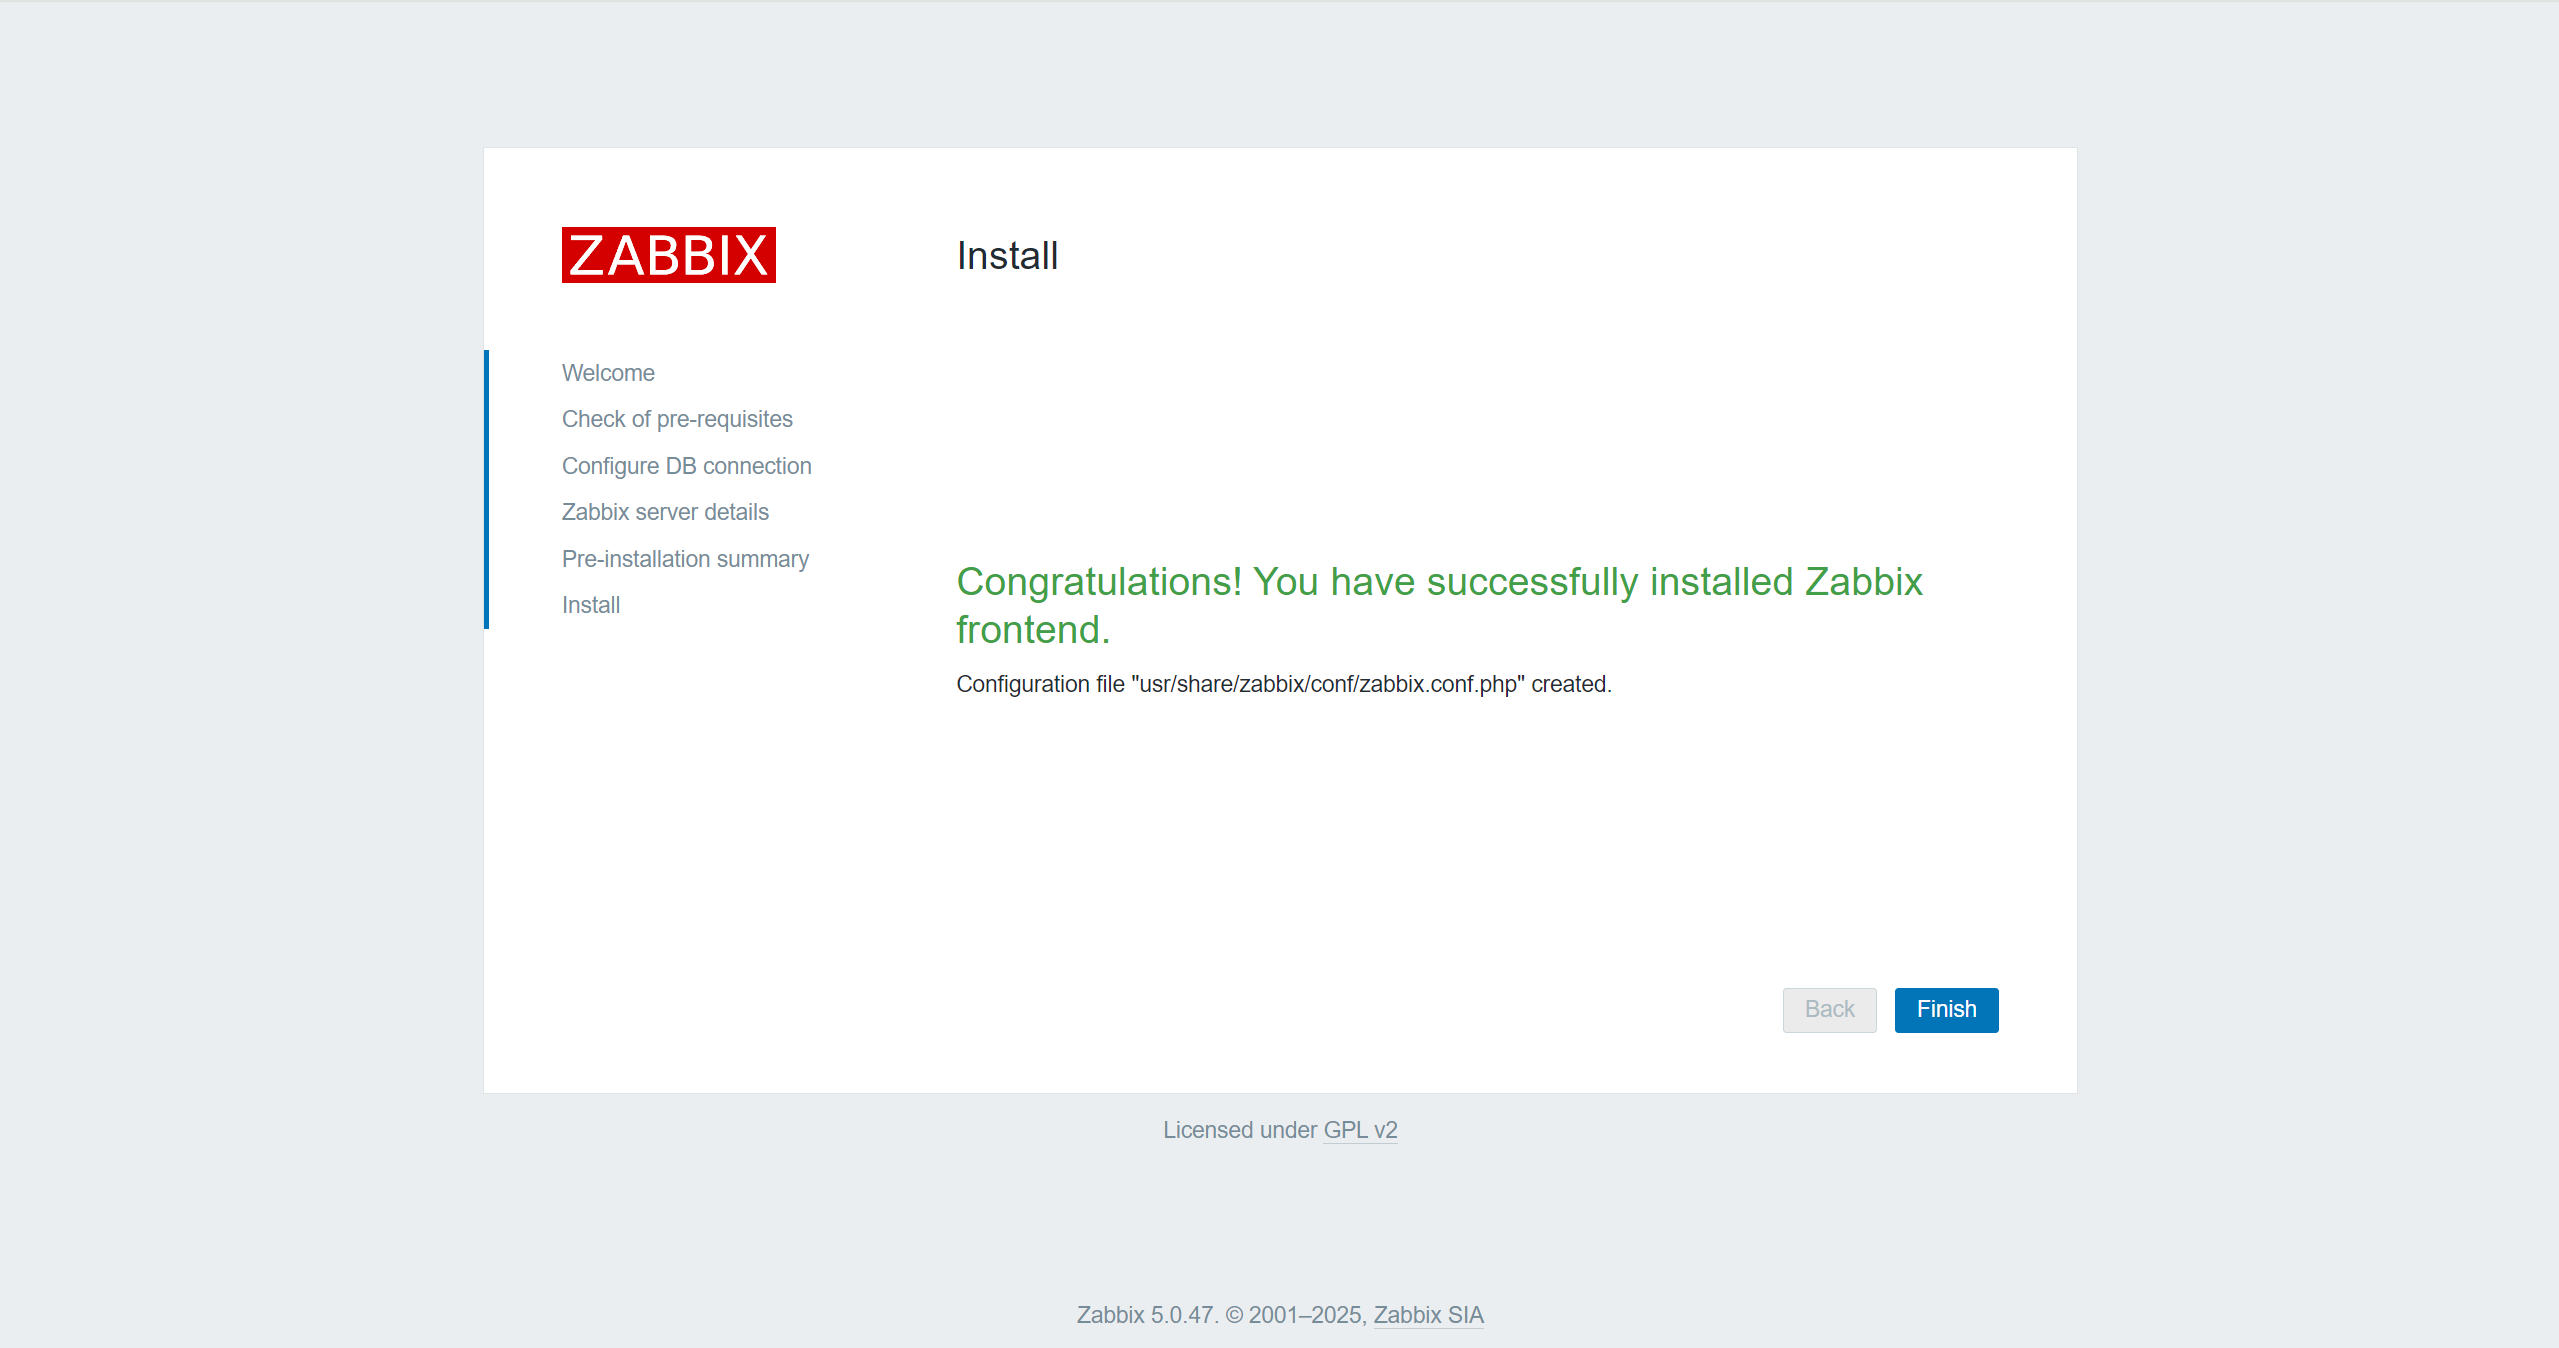 ZABBIX
Install
Welcome
Check of pre-requisites
Configure DB connection
Zabbix server details
Pre-installation summary
Install
Congratulations! You have successfully installed Zabbix
frontend.
Configuration file "usr/share/zabbix/conf/zabbix.conf.php" created.
Back
Finish
Licensed under GPL v2
Zabbix 5.0.47. © 2001–2025, Zabbix SIA